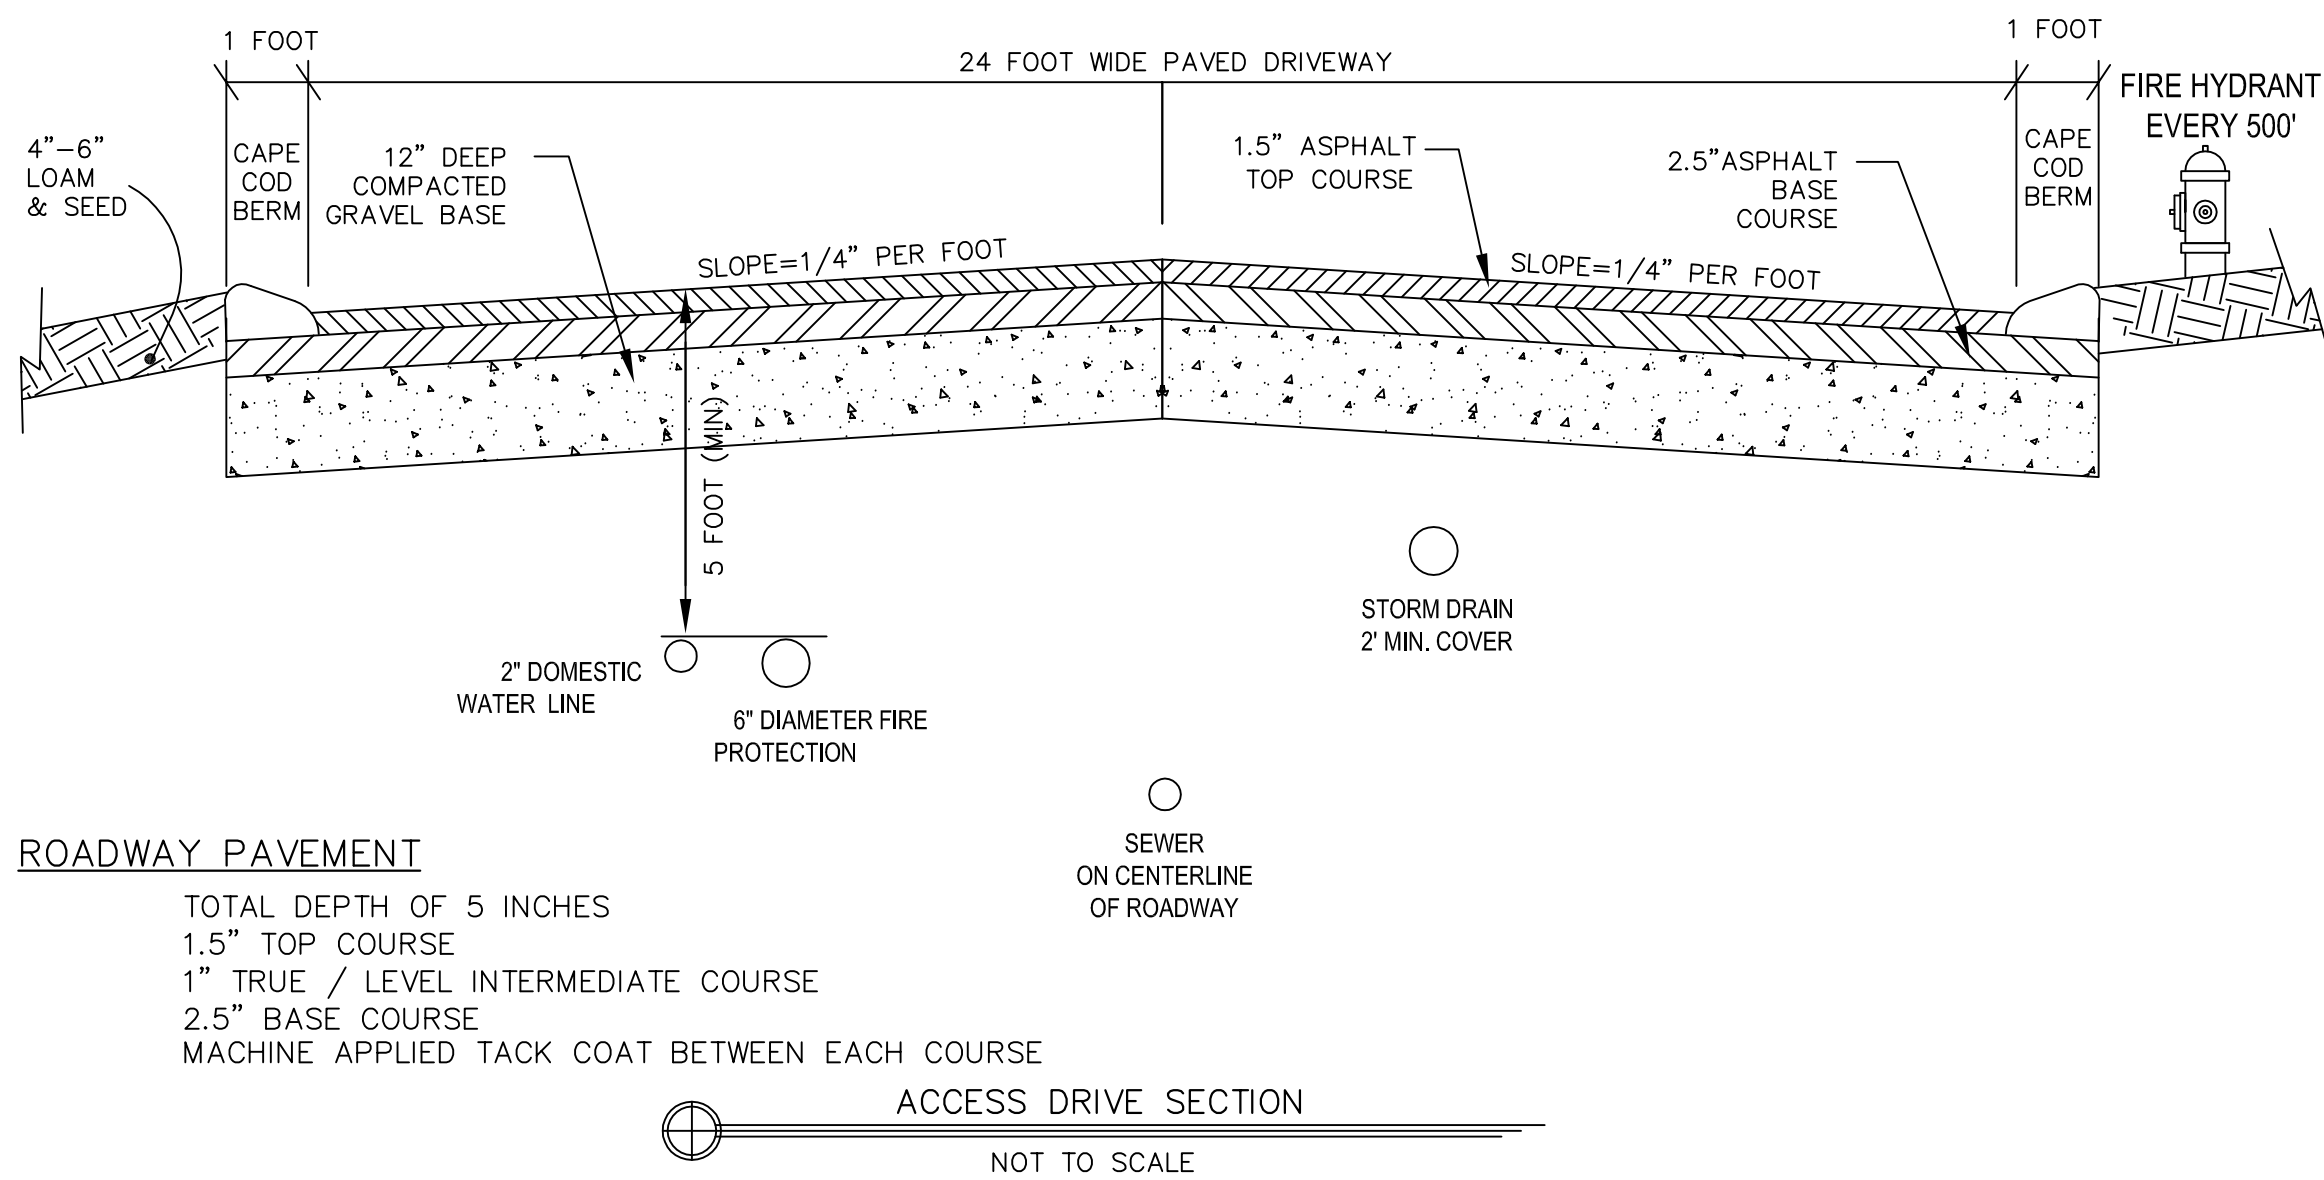 1 FOOT
24 FOOT WIDE PAVED DRIVEWAY
1 FOOT
FIRE HYDRANT
EVERY 500'
4"-6"
LOAM
& SEED
CAPE
COD
BERM
12" DEEP
COMPACTED
GRAVEL BASE
1.5" ASPHALT
TOP COURSE
2.5"ASPHALT
BASE
COURSE
CAPE
COD
BERM
SLOPE=1/4" PER FOOT
SLOPE=1/4" PER FOOT
5 FOOT (MIN)
STORM DRAIN
2' MIN. COVER
2" DOMESTIC
WATER LINE
6" DIAMETER FIRE
PROTECTION
SEWER
ON CENTERLINE
OF ROADWAY
ROADWAY PAVEMENT
TOTAL DEPTH OF 5 INCHES
1.5" TOP COURSE
1" TRUE / LEVEL INTERMEDIATE COURSE
2.5" BASE COURSE
MACHINE APPLIED TACK COAT BETWEEN EACH COURSE
ACCESS DRIVE SECTION
NOT TO SCALE